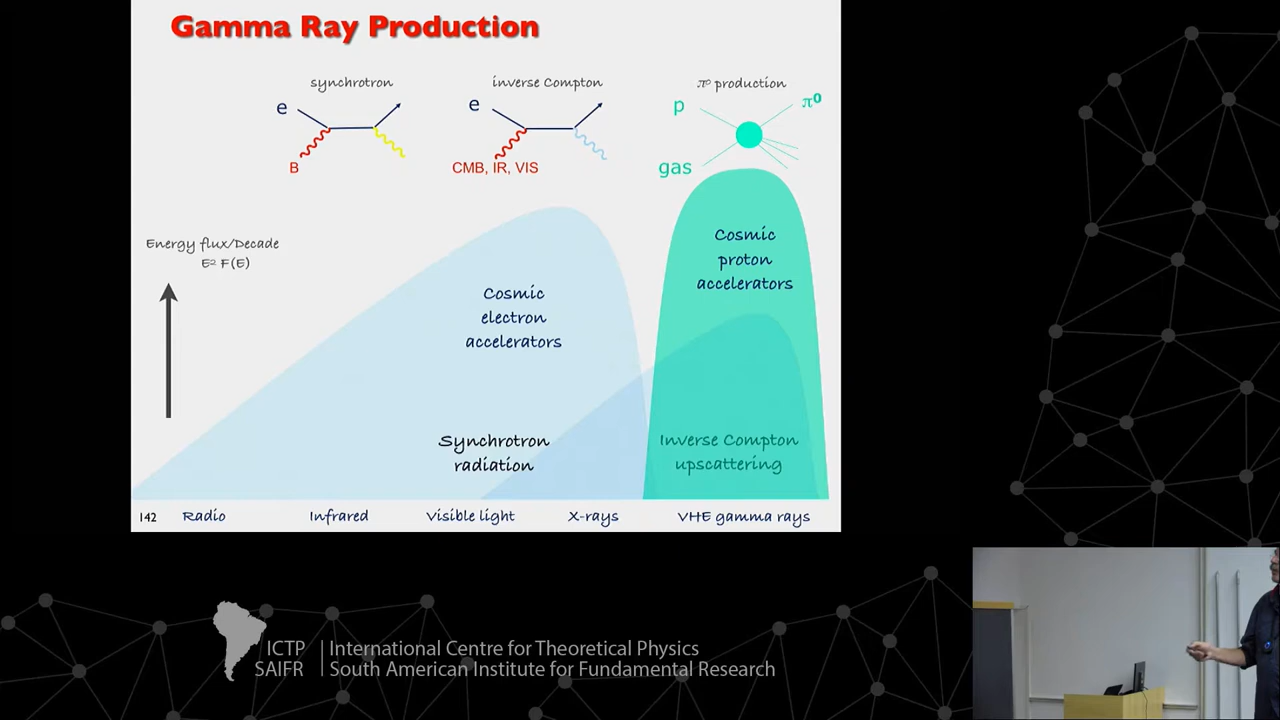 Gamma Ray Production
synchrotron
inverse Compton
π⁰ production
e
e
p
π⁰
B
CMB, IR, VIS
gas
Energy flux/Decade
E² F(E)
Cosmic
proton
accelerators
Cosmic
electron
accelerators
Synchrotron
radiation
Inverse Compton
upscattering
142
Radio
Infrared
Visible light
X-rays
VHE gamma rays
ICTP
SAIFR
International Centre for Theoretical Physics
South American Institute for Fundamental Research